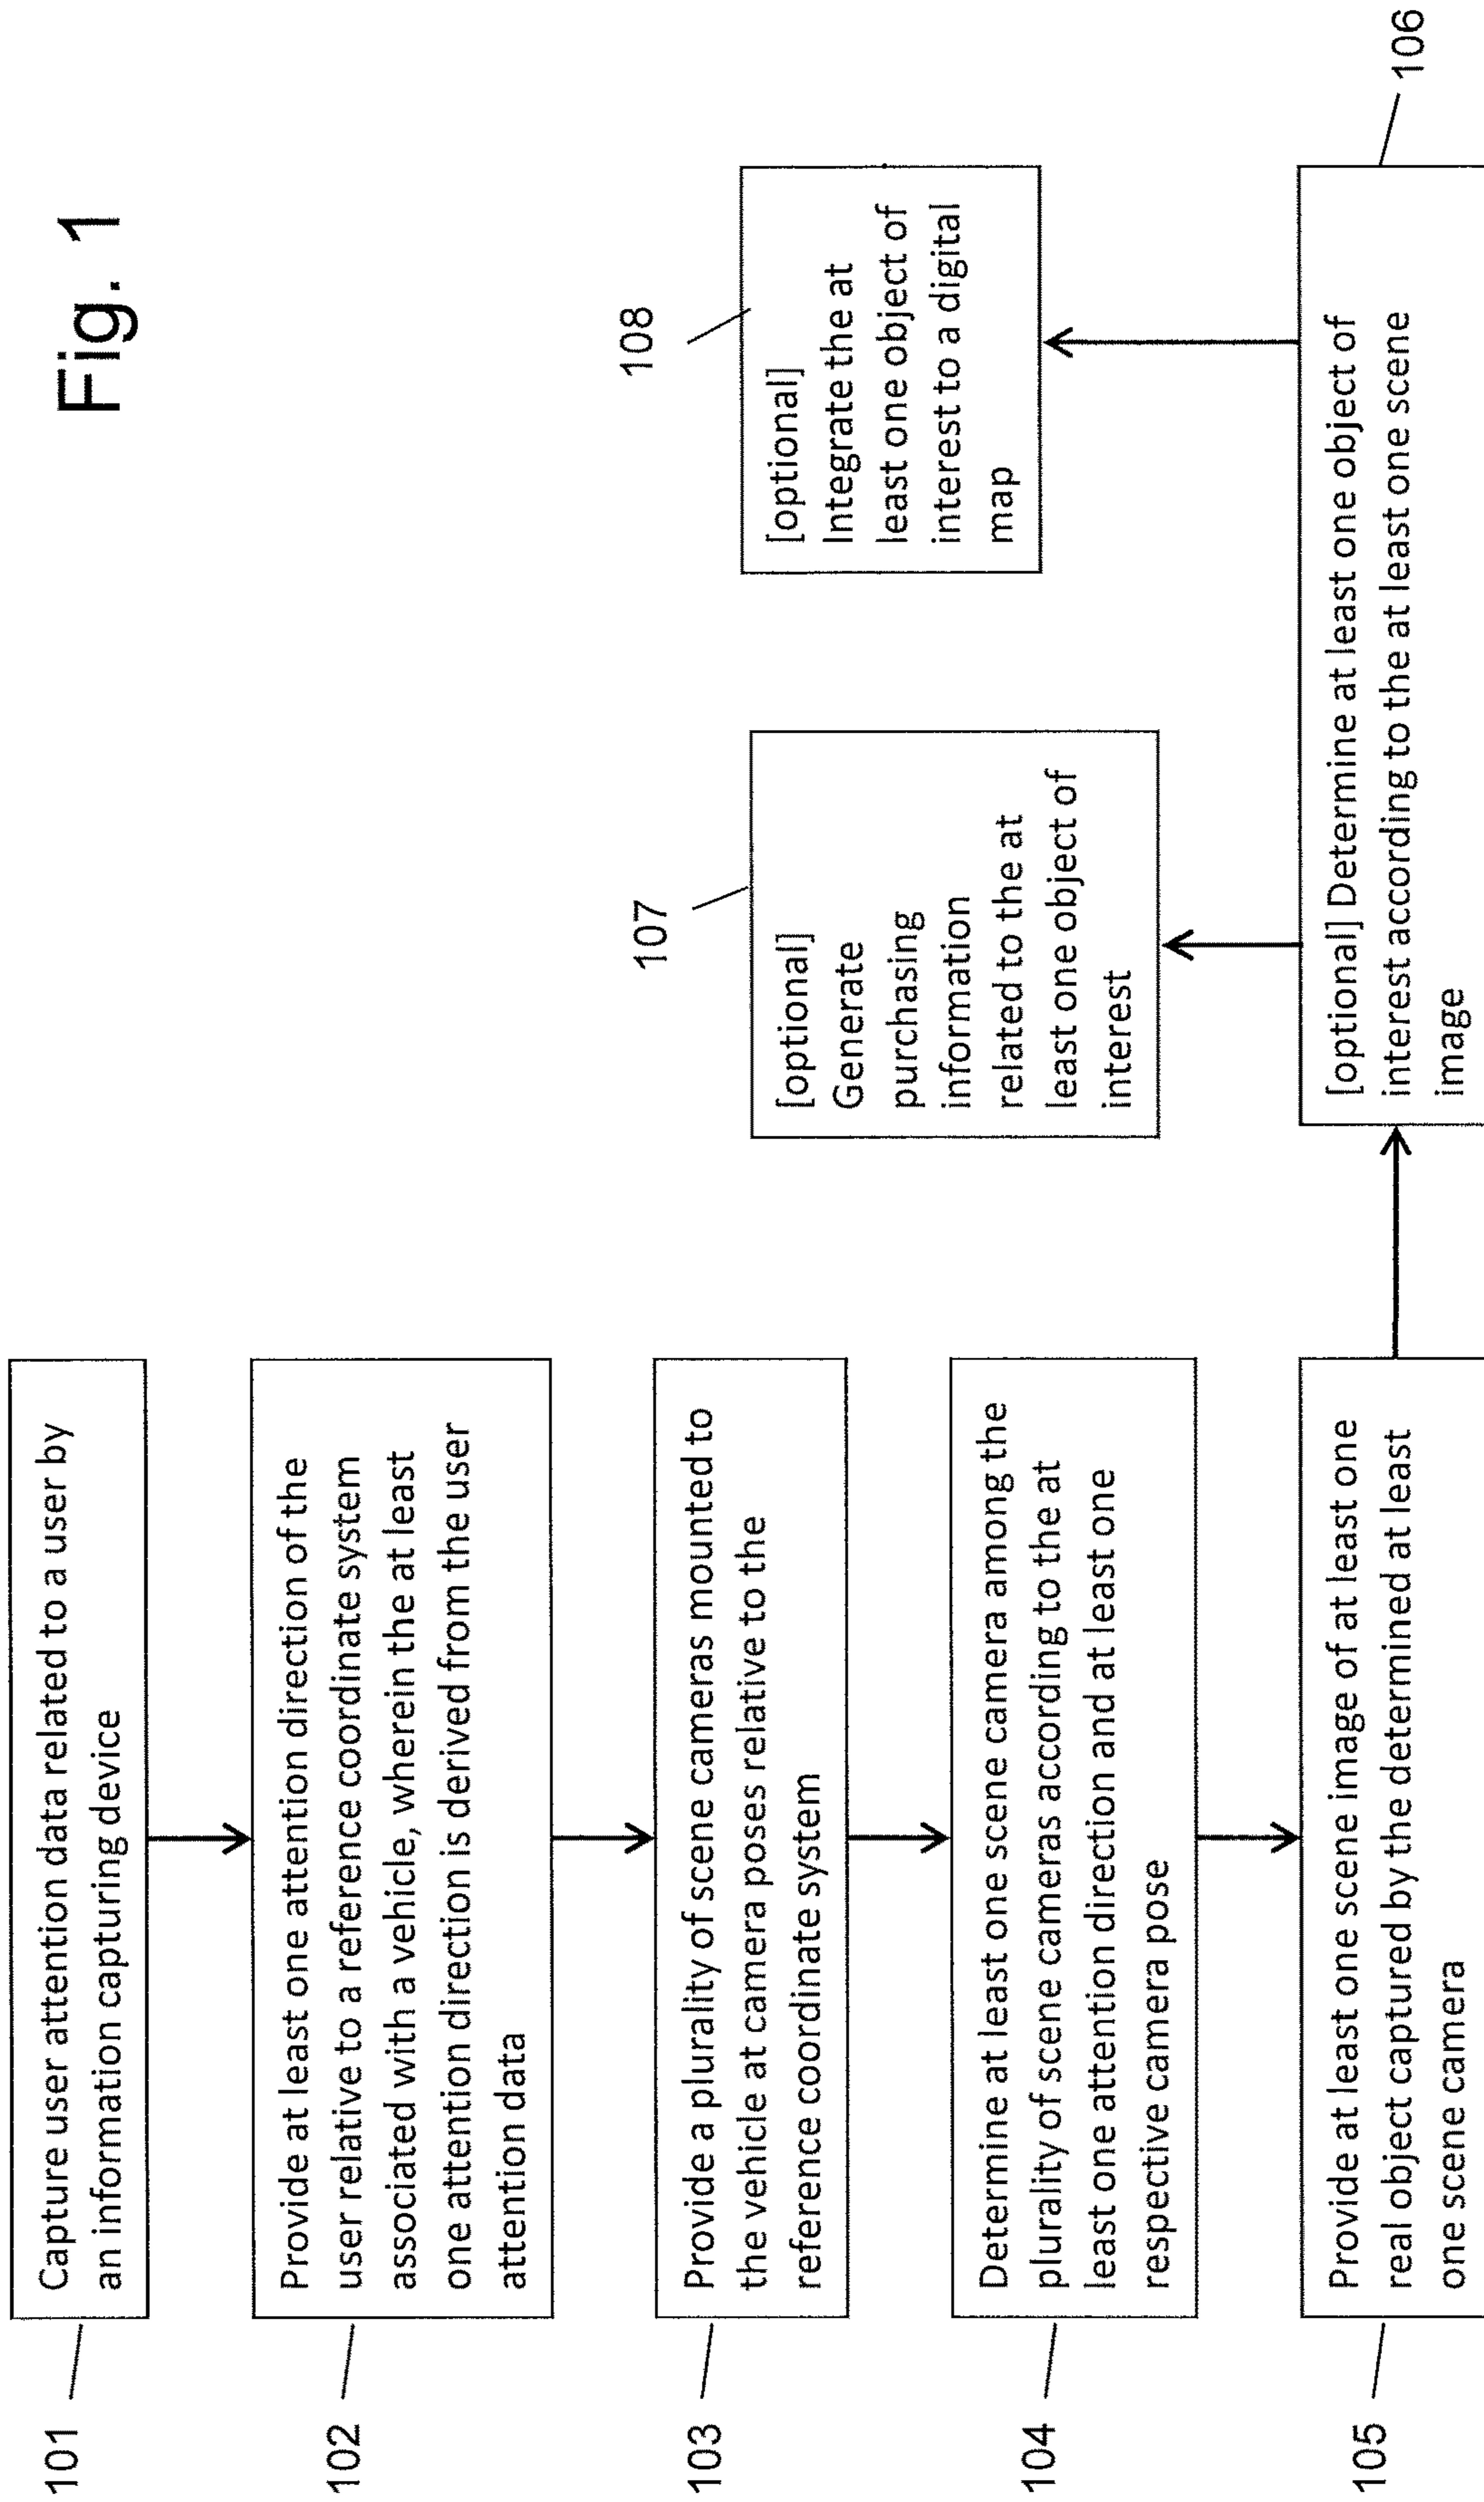 Fig. 1
101
Capture user attention data related to a user by
an information capturing device
102
Provide at least one attention direction of the
user relative to a reference coordinate system
associated with a vehicle, wherein the at least
one attention direction is derived from the user
attention data
103
Provide a plurality of scene cameras mounted to
the vehicle at camera poses relative to the
reference coordinate system
104
Determine at least one scene camera among the
plurality of scene cameras according to the at
least one attention direction and at least one
respective camera pose
105
Provide at least one scene image of at least one
real object captured by the determined at least
one scene camera
106
[optional] Determine at least one object of
interest according to the at least one scene
image
107
[optional]
Generate
purchasing
information
related to the at
least one object of
interest
108
[optional]
Integrate the at
least one object of
interest to a digital
map